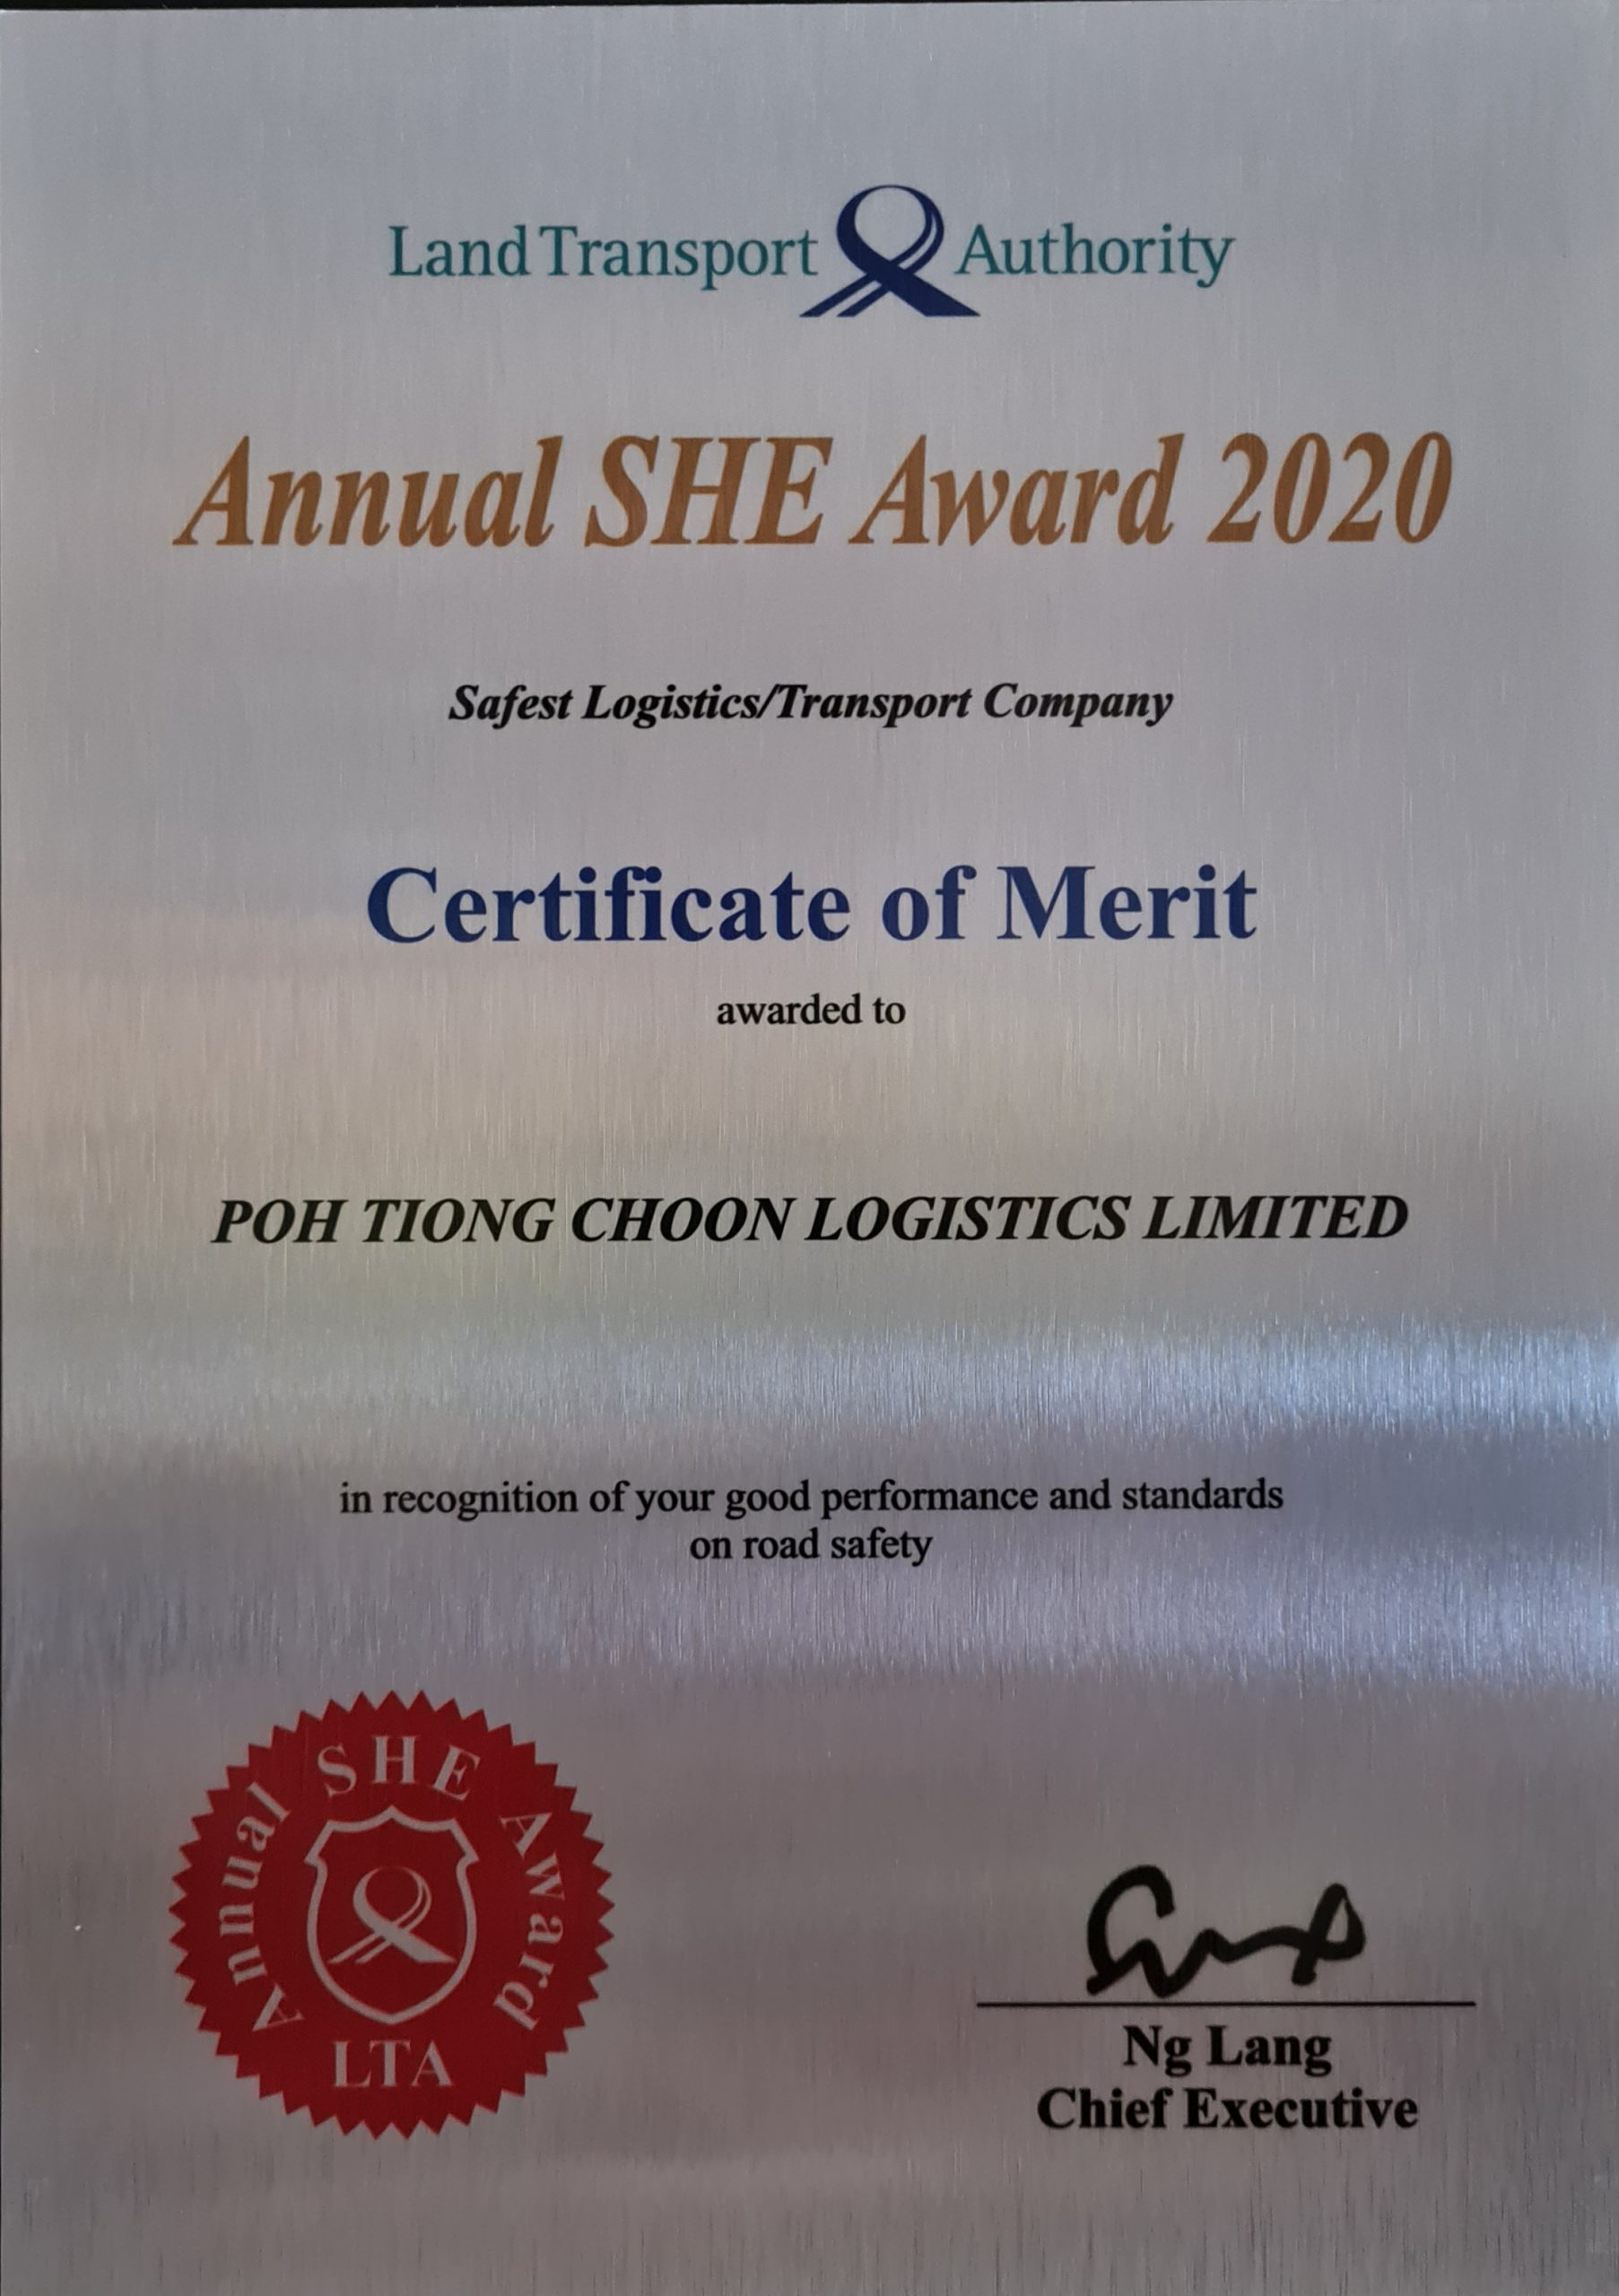 Land Transport Authority
Annual SHE Award 2020
Safest Logistics/Transport Company
Certificate of Merit
awarded to
POH TIONG CHOON LOGISTICS LIMITED
in recognition of your good performance and standards
on road safety
Annual SHE Award
LTA
Ng Lang
Chief Executive